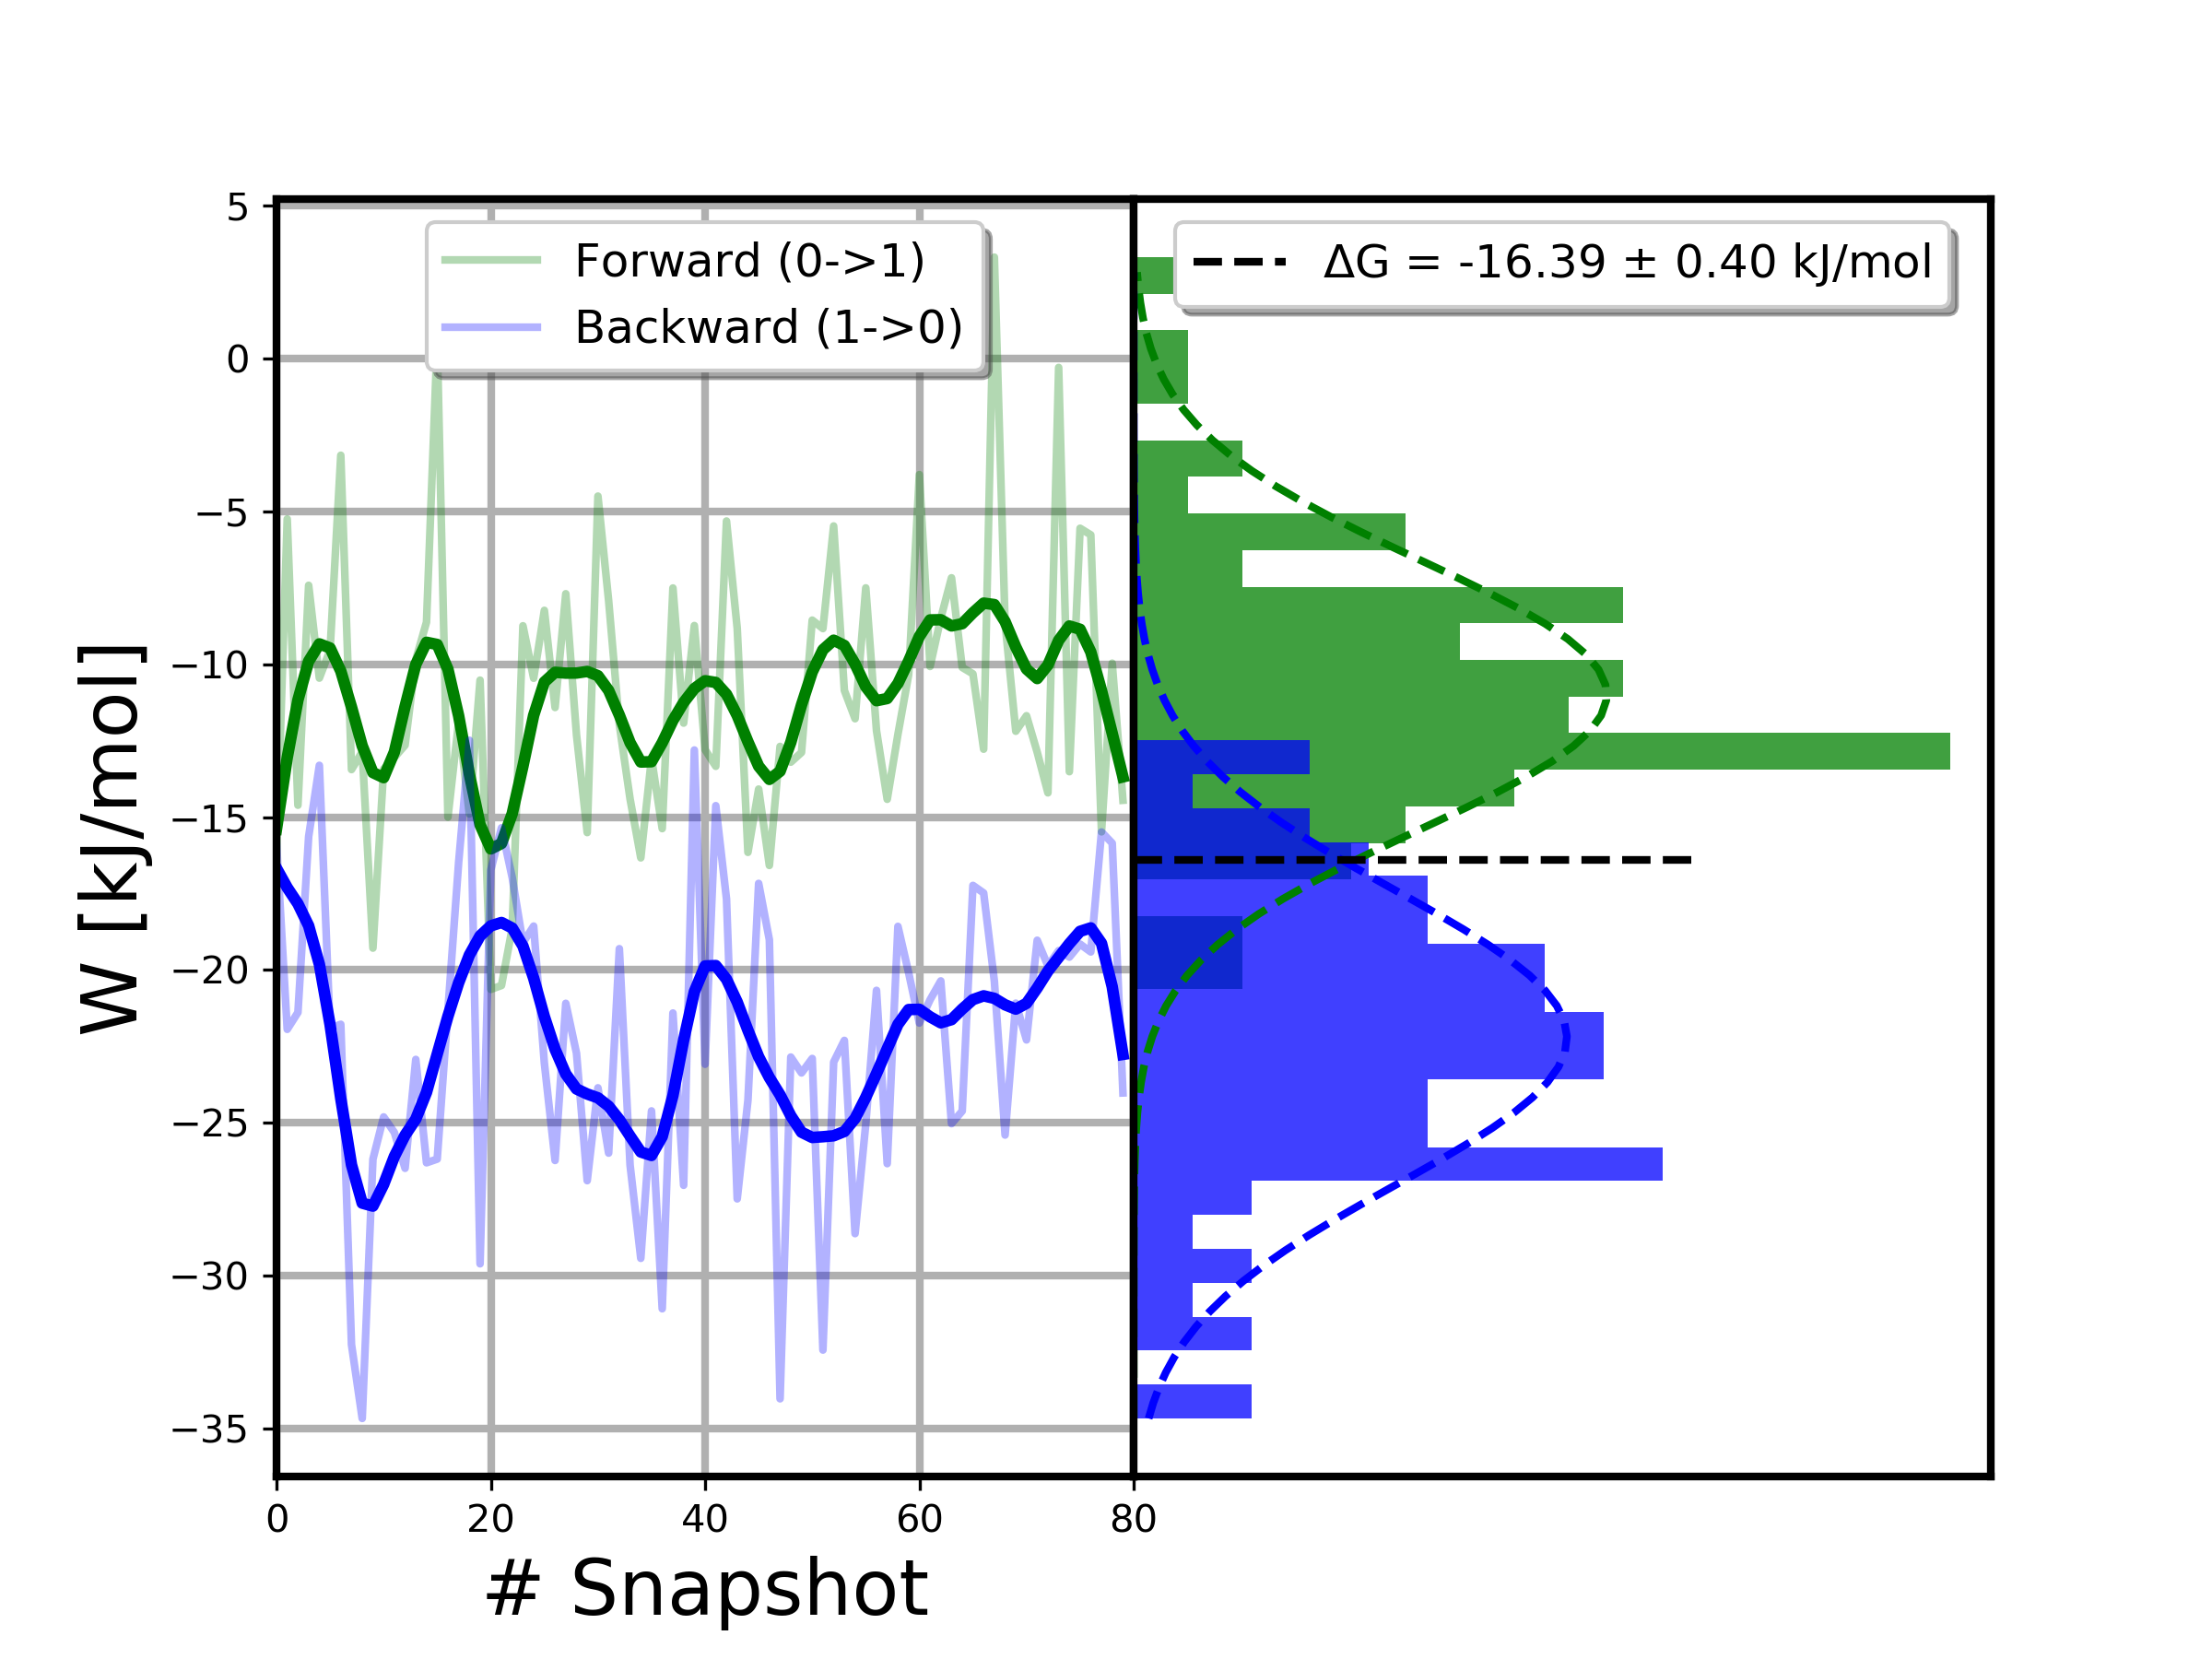 Forward (0->1)
Backward (1->0)
ΔG = -16.39 ± 0.40 kJ/mol
W [kJ/mol]
5
0
−5
−10
−15
−20
−25
−30
−35
0 20 40 60 80
# Snapshot